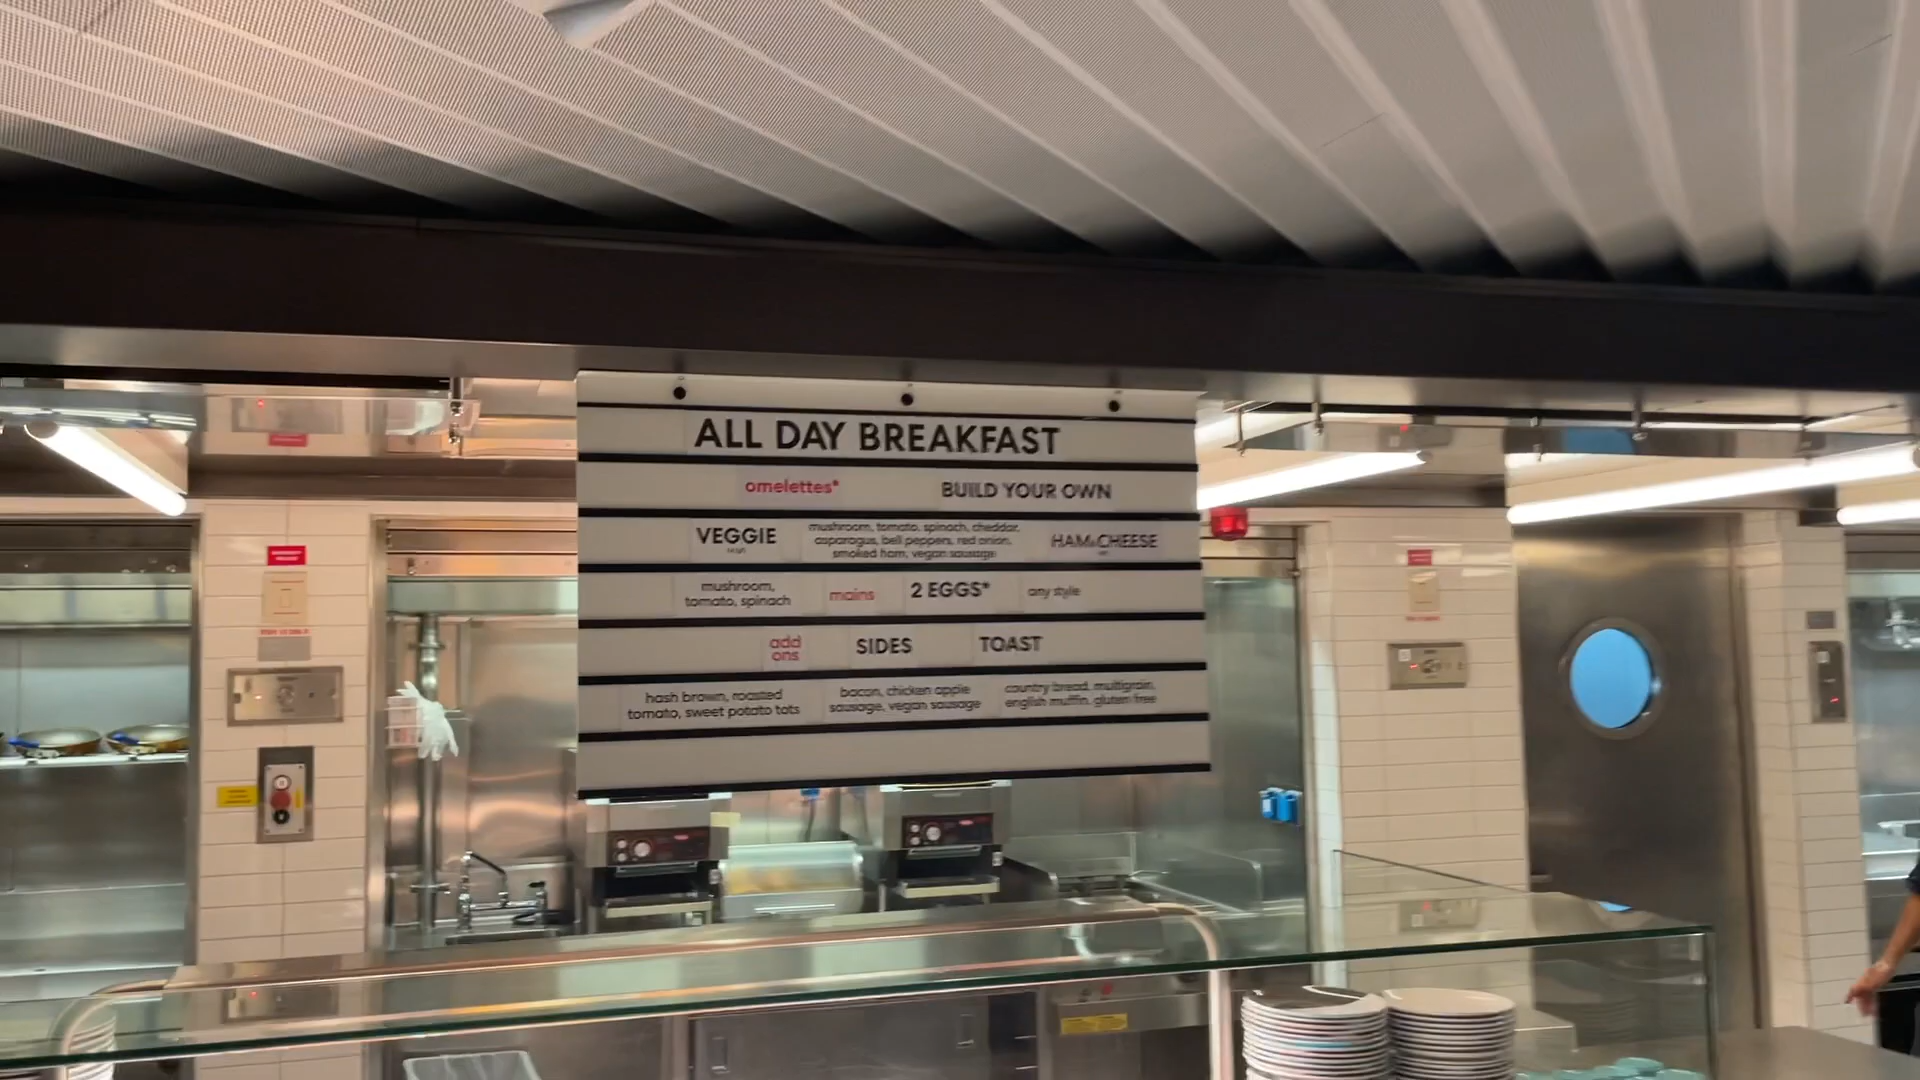 ALL DAY BREAKFAST
omelettes* BUILD YOUR OWN
VEGGIE
mushroom, tomato, spinach, cheddar,
asparagus, bell peppers, red onion,
smoked ham, vegan sausage
HAM & CHEESE
mushroom,
tomato, spinach
mains 2 EGGS* any style
add
ons
SIDES TOAST
hash brown, roasted
tomato, sweet potato tots
bacon, chicken apple
sausage, vegan sausage
country bread, multigrain,
english muffin, gluten free